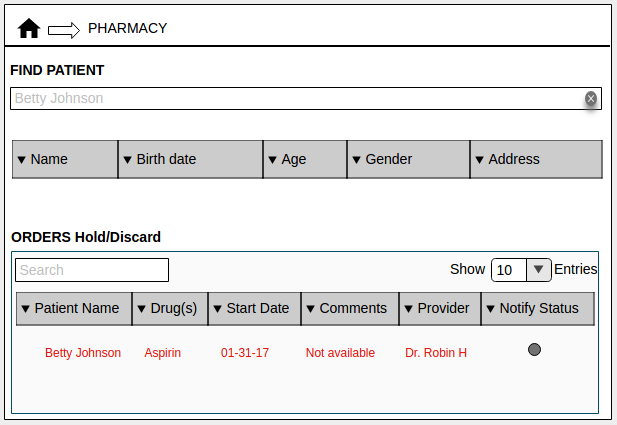 PHARMACY
FIND PATIENT
Betty Johnson
Name Birth date Age Gender Address
ORDERS Hold/Discard
Search Show 10 Entries
Patient Name Drug(s) Start Date Comments Provider Notify Status
Betty Johnson Aspirin 01-31-17 Not available Dr. Robin H